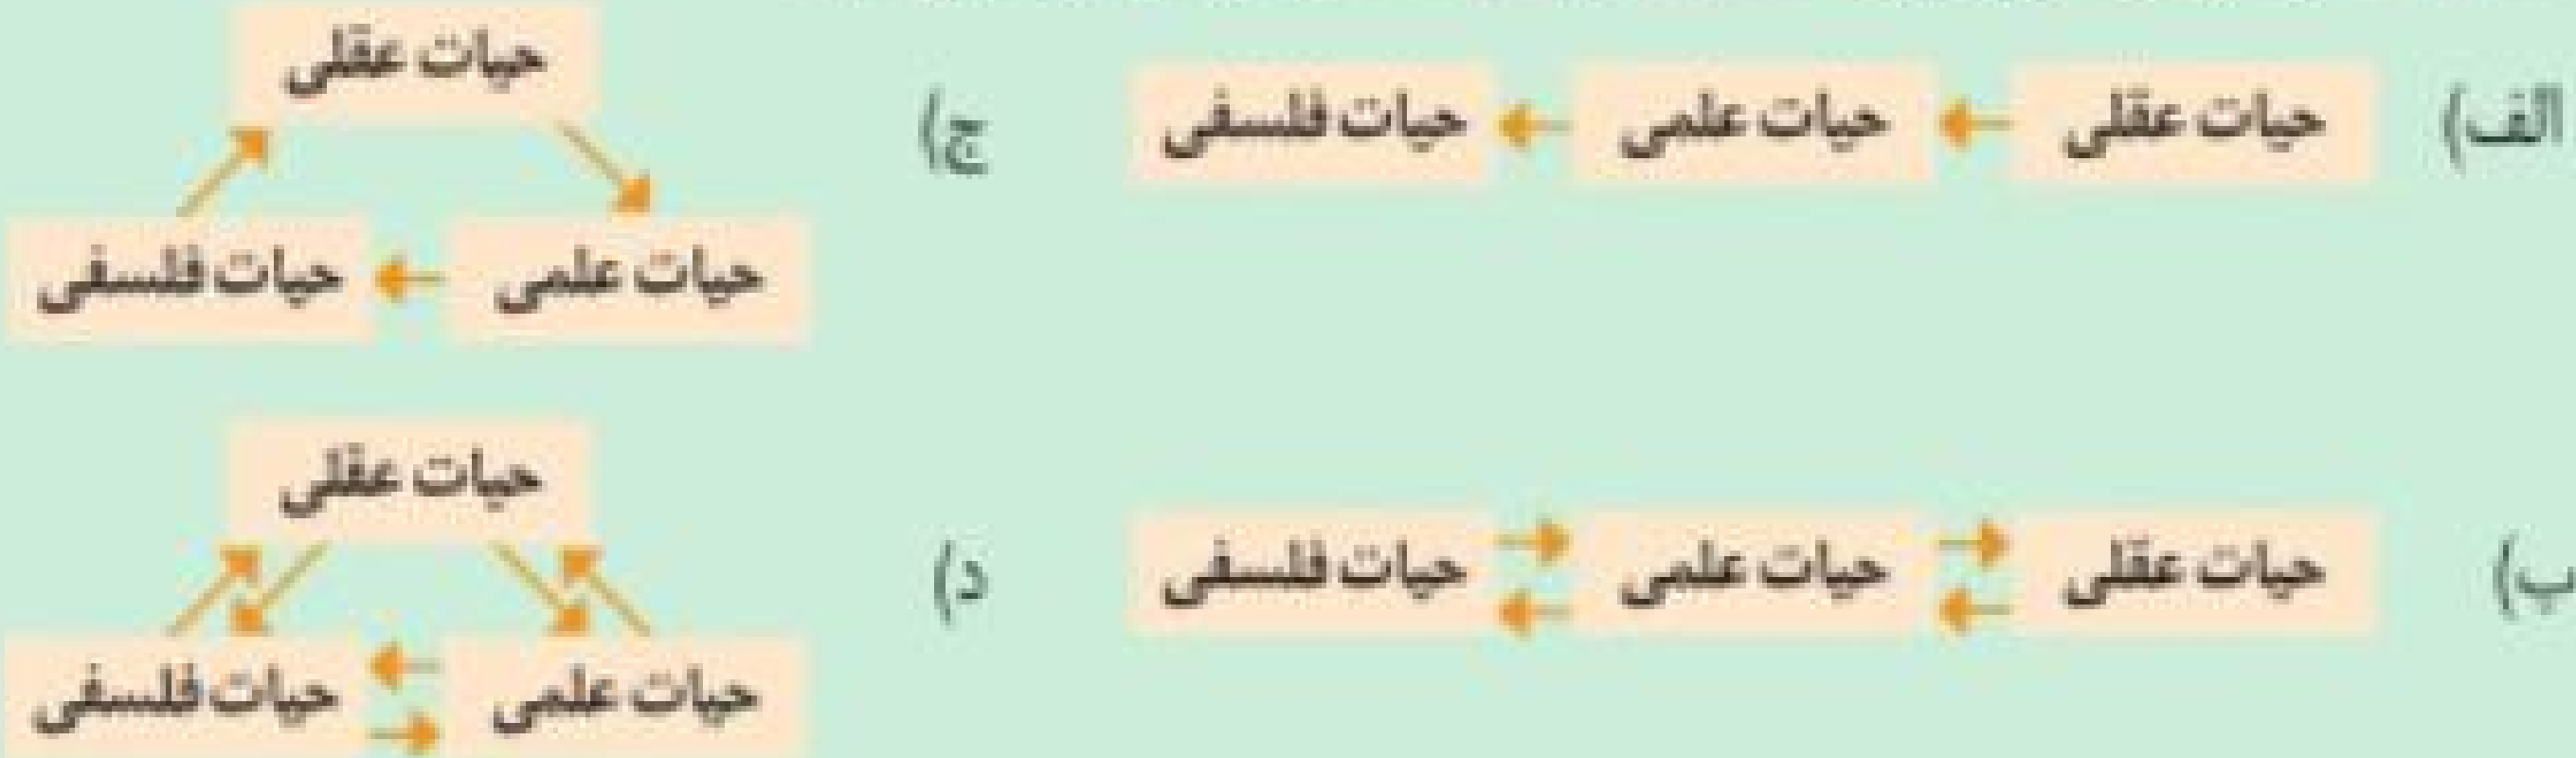 الف)
حیات عقلی
حیات علمی
حیات فلسفی
ج)
حیات عقلی
حیات علمی
حیات فلسفی
ب)
حیات عقلی
حیات علمی
حیات فلسفی
د)
حیات عقلی
حیات علمی
حیات فلسفی